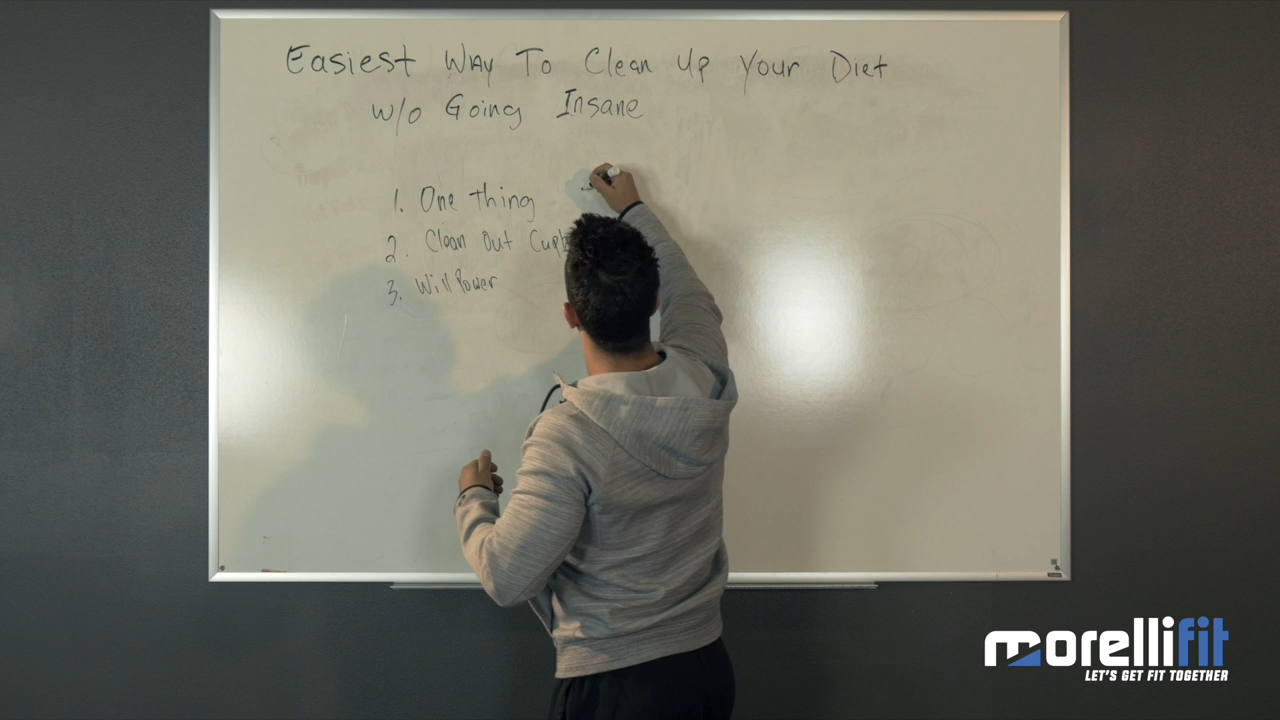 Easiest Way To Clean Up Your Diet
w/o Going Insane
1. One thing
2. Clean Out
3. Will Power
morellifit
LET'S GET FIT TOGETHER